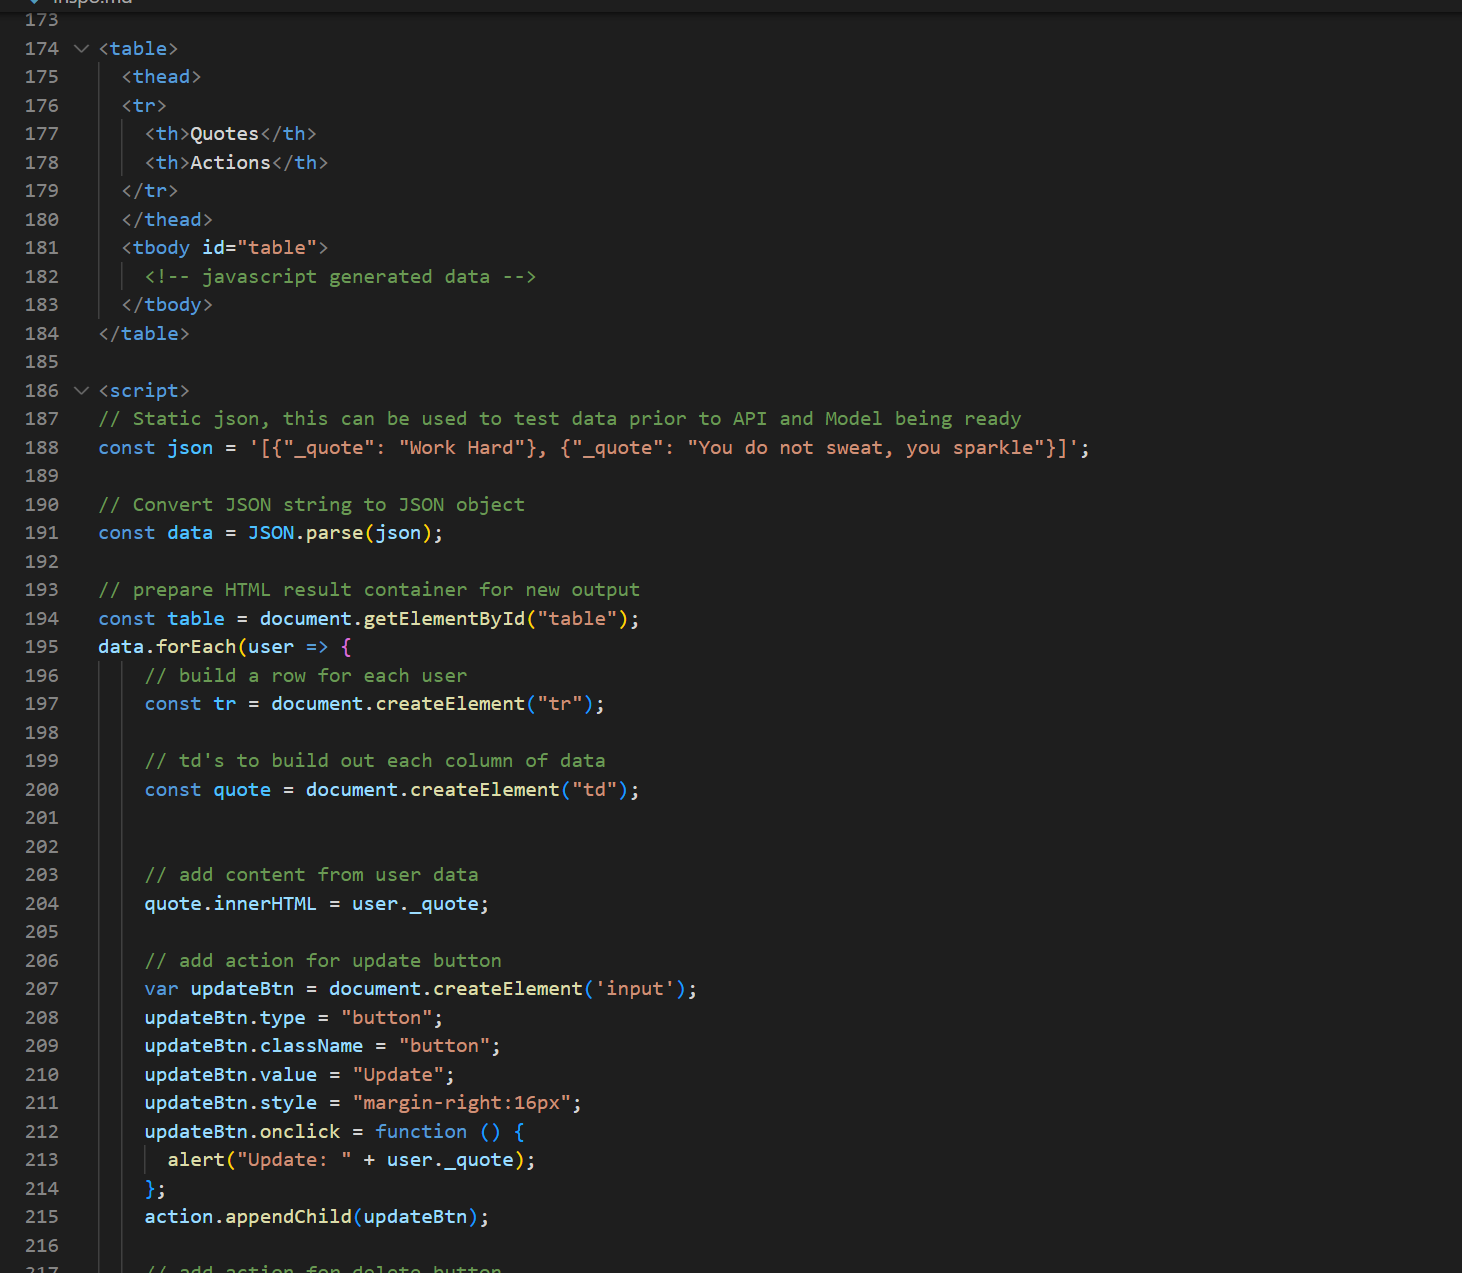 inspo.md
173
174 <table>
175 <thead>
176 <tr>
177 <th>Quotes</th>
178 <th>Actions</th>
179 </tr>
180 </thead>
181 <tbody id="table">
182 <!-- javascript generated data -->
183 </tbody>
184 </table>
185
186 <script>
187 // Static json, this can be used to test data prior to API and Model being ready
188 const json = '[{"_quote": "Work Hard"}, {"_quote": "You do not sweat, you sparkle"}]';
189
190 // Convert JSON string to JSON object
191 const data = JSON.parse(json);
192
193 // prepare HTML result container for new output
194 const table = document.getElementById("table");
195 data.forEach(user => {
196 // build a row for each user
197 const tr = document.createElement("tr");
198
199 // td's to build out each column of data
200 const quote = document.createElement("td");
201
202
203 // add content from user data
204 quote.innerHTML = user._quote;
205
206 // add action for update button
207 var updateBtn = document.createElement('input');
208 updateBtn.type = "button";
209 updateBtn.className = "button";
210 updateBtn.value = "Update";
211 updateBtn.style = "margin-right:16px";
212 updateBtn.onclick = function () {
213 alert("Update: " + user._quote);
214 };
215 action.appendChild(updateBtn);
216
217 // add action for delete button